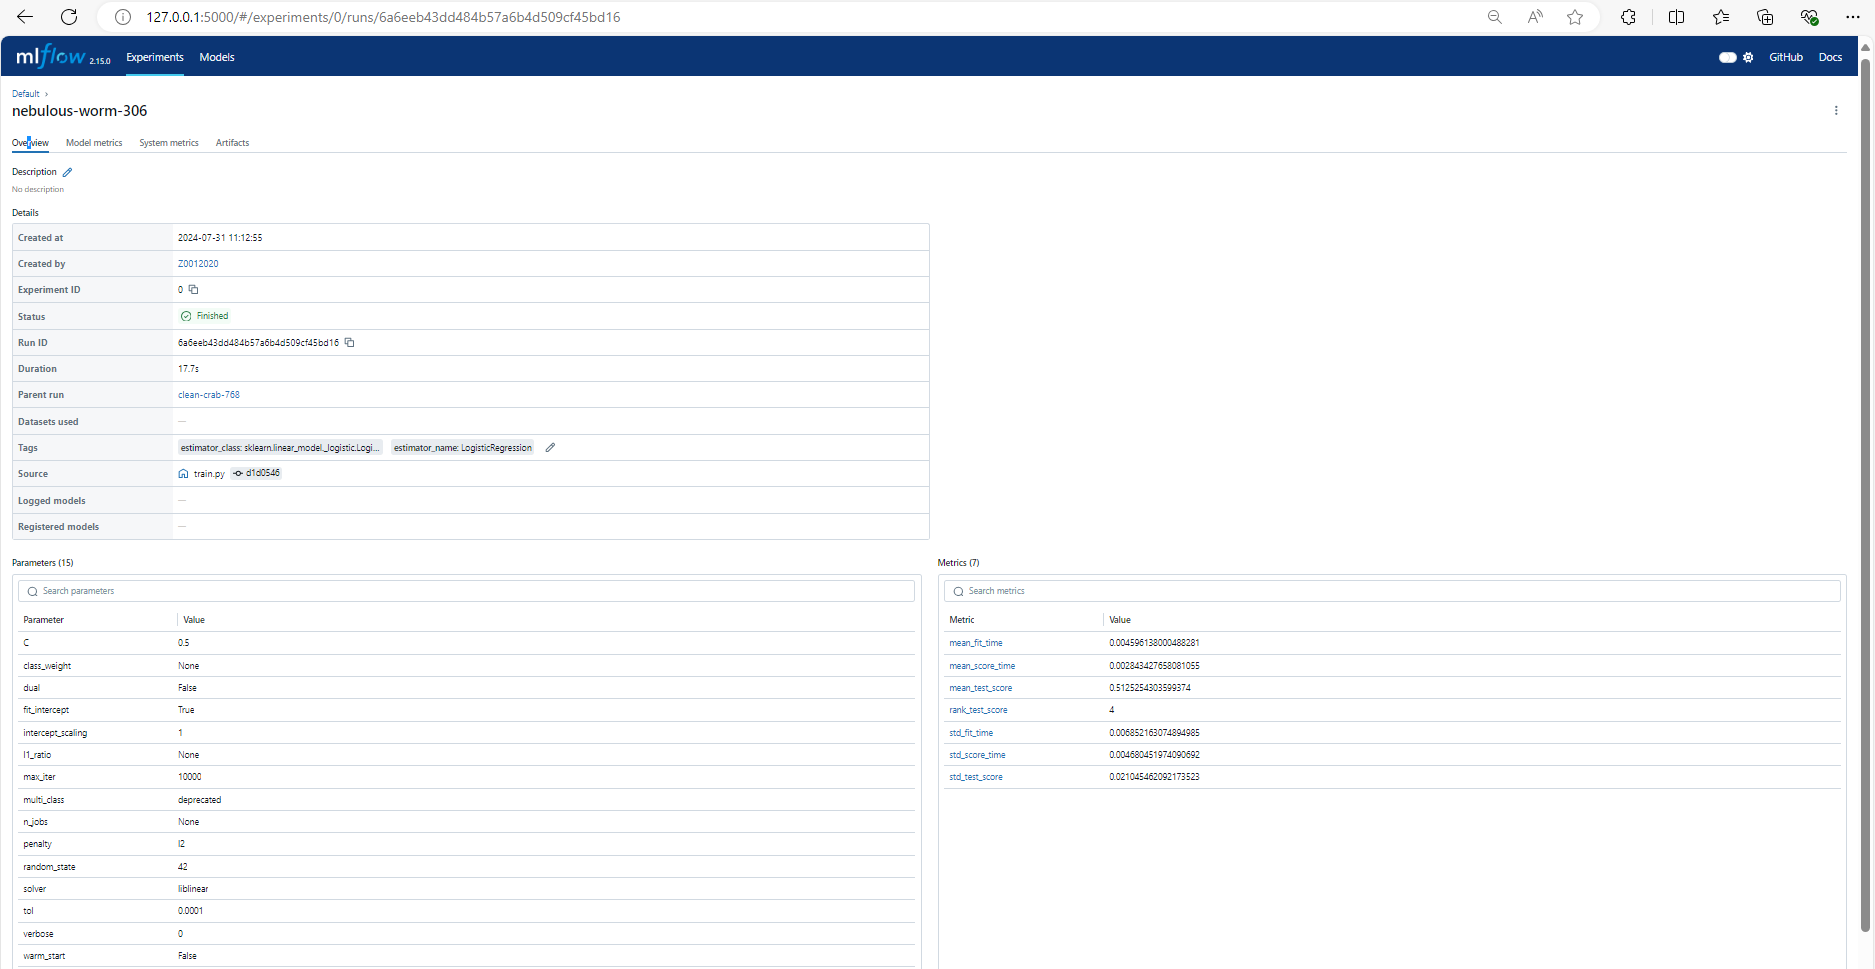 127.0.0.1:5000/#/experiments/0/runs/6a6eeb43dd484b57a6b4d509cf45bd16
mlflow 2.15.0 Experiments Models GitHub Docs
Default ›
nebulous-worm-306
Overview Model metrics System metrics Artifacts
Description
No description
Details
Created at 2024-07-31 11:12:55
Created by Z0012020
Experiment ID 0
Status Finished
Run ID 6a6eeb43dd484b57a6b4d509cf45bd16
Duration 17.7s
Parent run clean-crab-768
Datasets used —
Tags estimator_class: sklearn.linear_model._logistic.Logi... estimator_name: LogisticRegression
Source train.py d1d0546
Logged models —
Registered models —
Parameters (15)
Search parameters
Parameter Value
C 0.5
class_weight None
dual False
fit_intercept True
intercept_scaling 1
l1_ratio None
max_iter 10000
multi_class deprecated
n_jobs None
penalty l2
random_state 42
solver liblinear
tol 0.0001
verbose 0
warm_start False
Metrics (7)
Search metrics
Metric Value
mean_fit_time 0.004596138000488281
mean_score_time 0.002843427658081055
mean_test_score 0.5125254303599374
rank_test_score 4
std_fit_time 0.006852163074894985
std_score_time 0.004680451974090692
std_test_score 0.021045462092173523